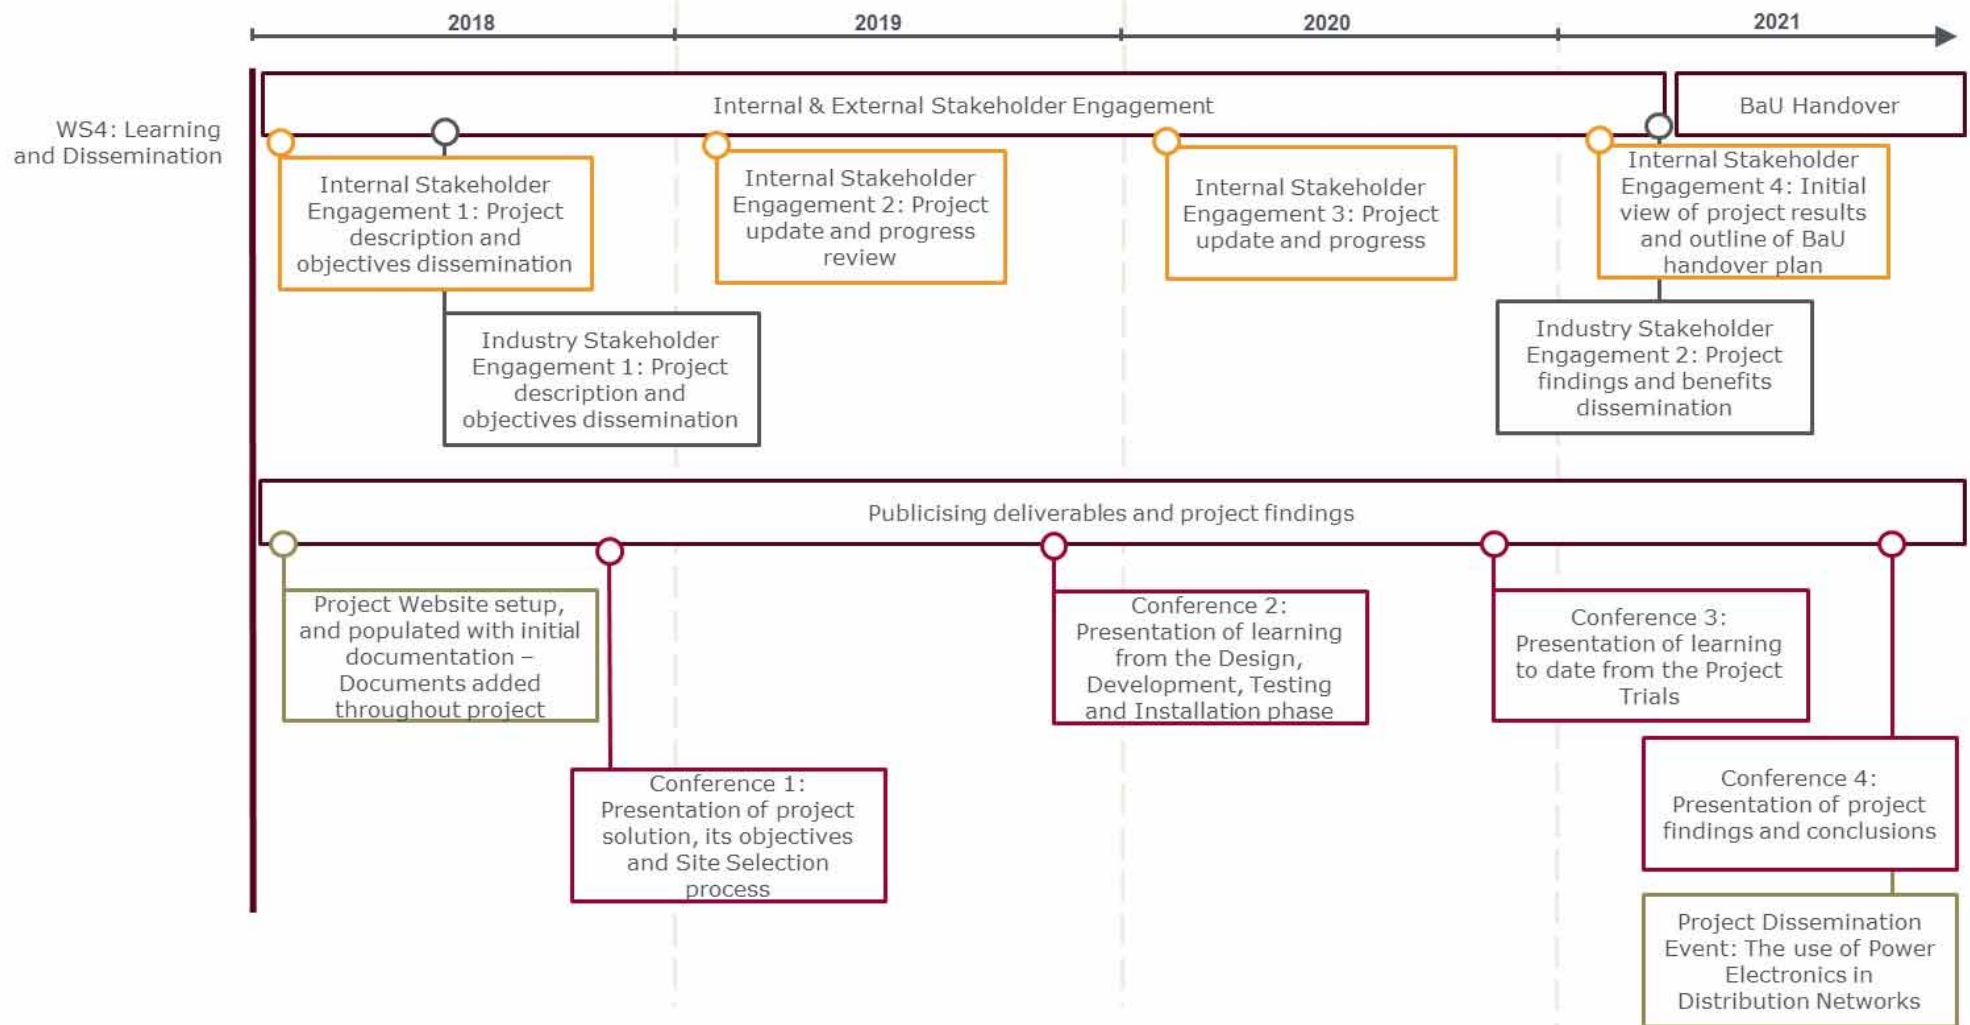 2018
2019
2020
2021
WS4: Learning
and Dissemination
Internal & External Stakeholder Engagement
BaU Handover
Internal Stakeholder
Engagement 1: Project
description and
objectives dissemination
Internal Stakeholder
Engagement 2: Project
update and progress
review
Internal Stakeholder
Engagement 3: Project
update and progress
Internal Stakeholder
Engagement 4: Initial
view of project results
and outline of BaU
handover plan
Industry Stakeholder
Engagement 1: Project
description and
objectives dissemination
Industry Stakeholder
Engagement 2: Project
findings and benefits
dissemination
Publicising deliverables and project findings
Project Website setup,
and populated with initial
documentation –
Documents added
throughout project
Conference 1:
Presentation of project
solution, its objectives
and Site Selection
process
Conference 2:
Presentation of learning
from the Design,
Development, Testing
and Installation phase
Conference 3:
Presentation of learning
to date from the Project
Trials
Conference 4:
Presentation of project
findings and conclusions
Project Dissemination
Event: The use of Power
Electronics in
Distribution Networks